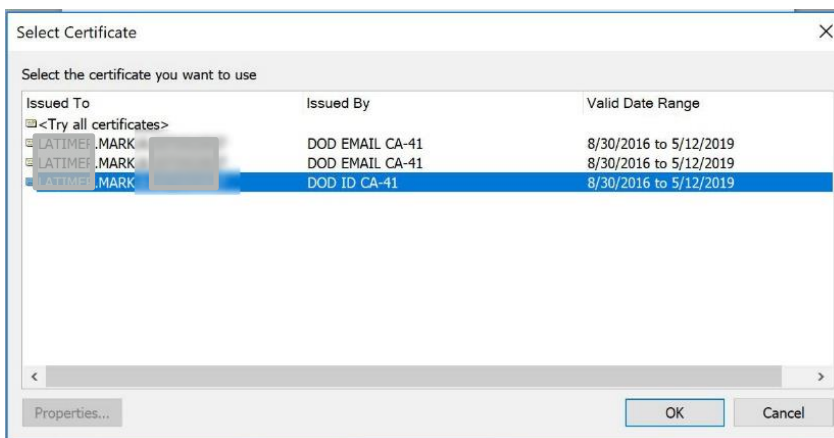 Select Certificate
Select the certificate you want to use
Issued To Issued By Valid Date Range
<Try all certificates>
.MARK DOD EMAIL CA-41 8/30/2016 to 5/12/2019
.MARK DOD EMAIL CA-41 8/30/2016 to 5/12/2019
.MARK DOD ID CA-41 8/30/2016 to 5/12/2019
Properties... OK Cancel